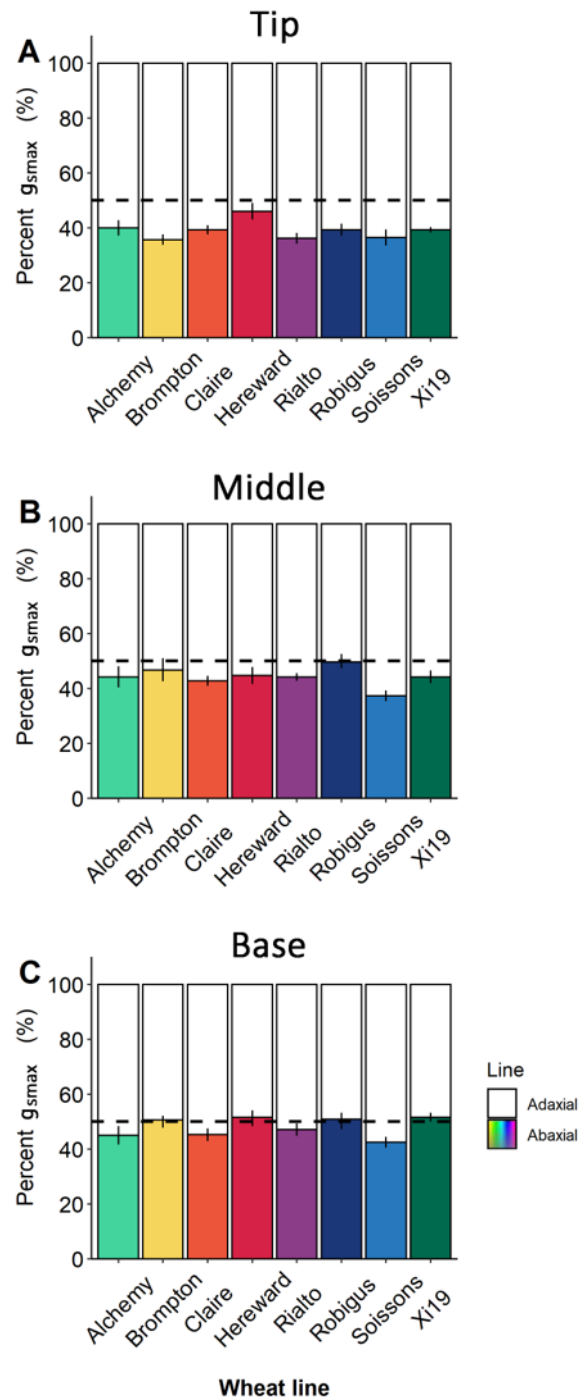 Tip
A
Percent gsmax (%)
100
80
60
40
20
0
Alchemy
Brompton
Claire
Hereward
Rialto
Robigus
Soissons
Xi19
Middle
B
Percent gsmax (%)
100
80
60
40
20
0
Alchemy
Brompton
Claire
Hereward
Rialto
Robigus
Soissons
Xi19
Base
C
Percent gsmax (%)
100
80
60
40
20
0
Alchemy
Brompton
Claire
Hereward
Rialto
Robigus
Soissons
Xi19
Line
Adaxial
Abaxial
Wheat line